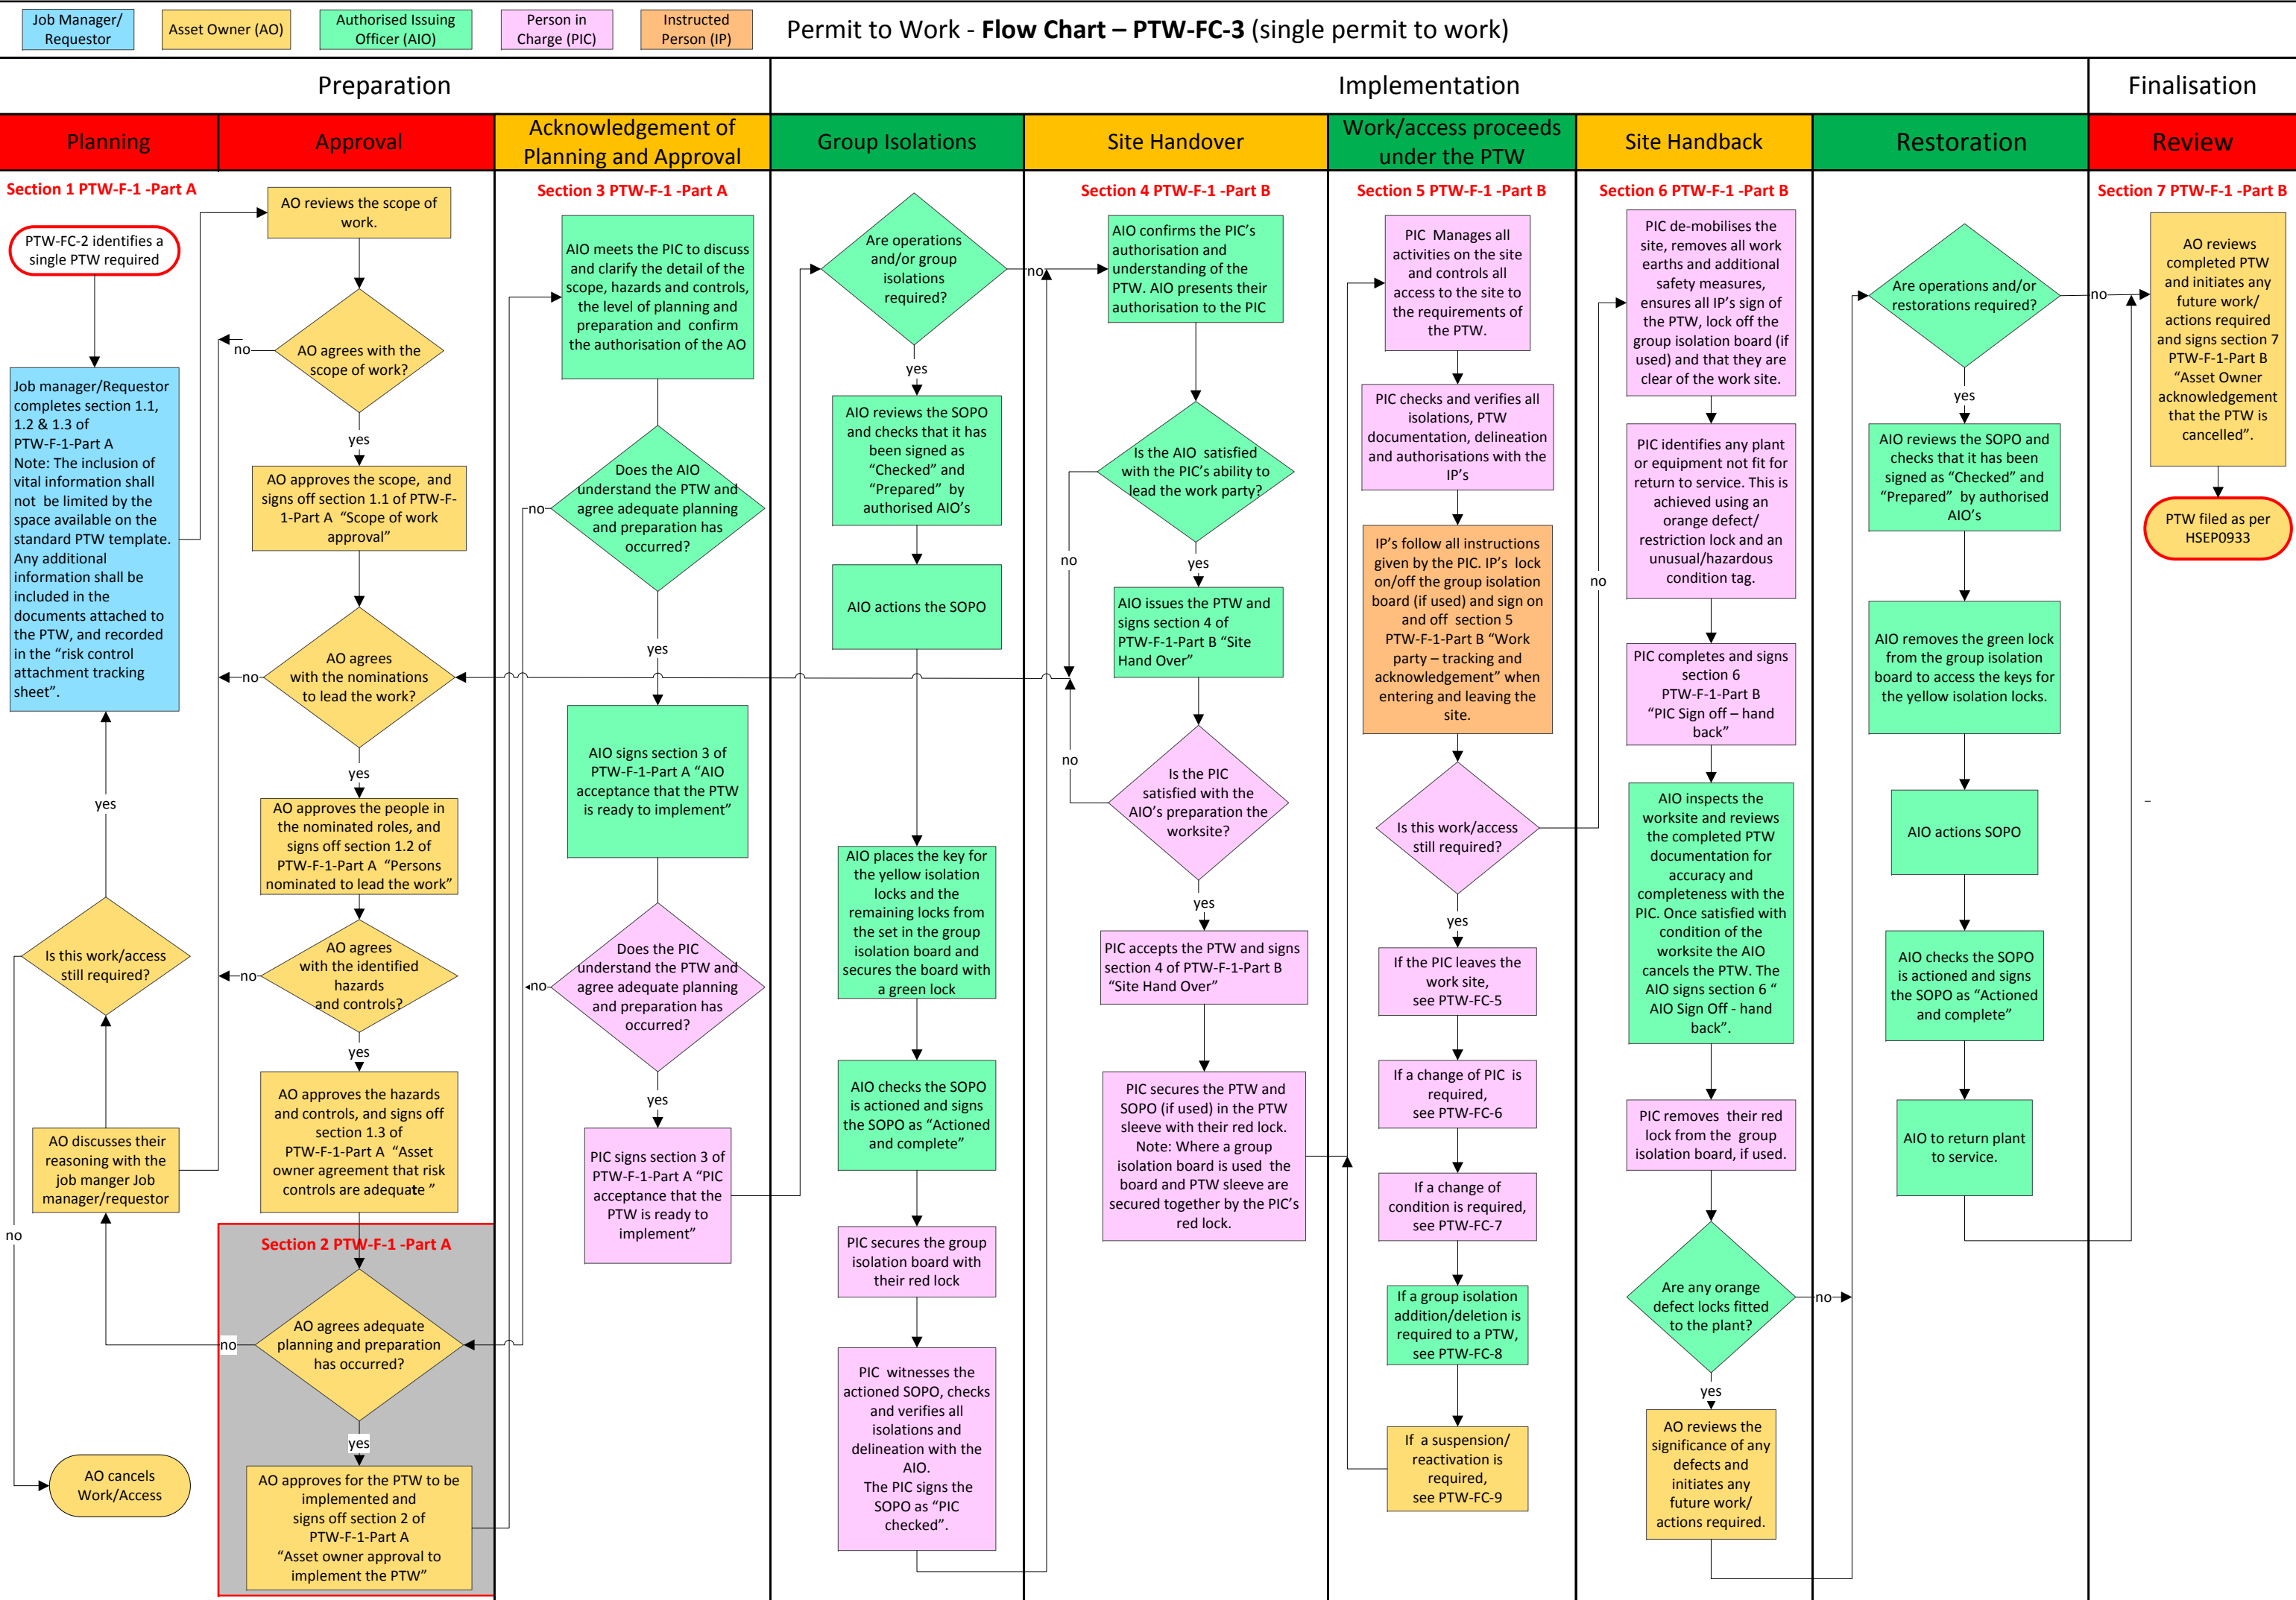 Job Manager/
Requestor
Asset Owner (AO)
Authorised Issuing
Officer (AIO)
Person in
Charge (PIC)
Instructed
Person (IP)
Permit to Work - Flow Chart – PTW-FC-3 (single permit to work)
Preparation
Implementation
Finalisation
Planning
Approval
Acknowledgement of
Planning and Approval
Group Isolations
Site Handover
Work/access proceeds
under the PTW
Site Handback
Restoration
Review
Section 1 PTW-F-1 -Part A
PTW-FC-2 identifies a
single PTW required
Job manager/Requestor
completes section 1.1,
1.2 & 1.3 of
PTW-F-1-Part A
Note: The inclusion of
vital information shall
not be limited by the
space available on the
standard PTW template.
Any additional
information shall be
included in the
documents attached to
the PTW, and recorded
in the “risk control
attachment tracking
sheet”.
yes
Is this work/access
still required?
AO discusses their
reasoning with the
job manger Job
manager/requestor
no
AO cancels
Work/Access
AO reviews the scope of
work.
AO agrees with the
scope of work?
no
yes
AO approves the scope, and
signs off section 1.1 of PTW-F-
1-Part A “Scope of work
approval”
AO agrees
with the nominations
to lead the work?
no
yes
AO approves the people in
the nominated roles, and
signs off section 1.2 of
PTW-F-1-Part A “Persons
nominated to lead the work”
AO agrees
with the identified
hazards
and controls?
no
yes
AO approves the hazards
and controls, and signs off
section 1.3 of
PTW-F-1-Part A “Asset
owner agreement that risk
controls are adequate ”
Section 2 PTW-F-1 -Part A
AO agrees adequate
planning and preparation
has occurred?
no
yes
AO approves for the PTW to be
implemented and
signs off section 2 of
PTW-F-1-Part A
“Asset owner approval to
implement the PTW”
Section 3 PTW-F-1 -Part A
AIO meets the PIC to discuss
and clarify the detail of the
scope, hazards and controls,
the level of planning and
preparation and confirm
the authorisation of the AO
Does the AIO
understand the PTW and
agree adequate planning
and preparation has
occurred?
no
yes
AIO signs section 3 of
PTW-F-1-Part A “AIO
acceptance that the PTW
is ready to implement”
Does the PIC
understand the PTW and
agree adequate planning
and preparation has
occurred?
no
yes
PIC signs section 3 of
PTW-F-1-Part A “PIC
acceptance that the
PTW is ready to
implement”
Are operations
and/or group
isolations
required?
no
yes
AIO reviews the SOPO
and checks that it has
been signed as
“Checked” and
“Prepared” by
authorised AIO’s
AIO actions the SOPO
AIO places the key for
the yellow isolation
locks and the
remaining locks from
the set in the group
isolation board and
secures the board with
a green lock
AIO checks the SOPO
is actioned and signs
the SOPO as “Actioned
and complete”
PIC secures the group
isolation board with
their red lock
PIC witnesses the
actioned SOPO, checks
and verifies all
isolations and
delineation with the
AIO.
The PIC signs the
SOPO as “PIC
checked”.
Section 4 PTW-F-1 -Part B
AIO confirms the PIC’s
authorisation and
understanding of the
PTW. AIO presents their
authorisation to the PIC
Is the AIO satisfied
with the PIC’s ability to
lead the work party?
no
yes
AIO issues the PTW and
signs section 4 of
PTW-F-1-Part B “Site
Hand Over”
no
Is the PIC
satisfied with the
AIO’s preparation the
worksite?
yes
PIC accepts the PTW and signs
section 4 of PTW-F-1-Part B
“Site Hand Over”
PIC secures the PTW and
SOPO (if used) in the PTW
sleeve with their red lock.
Note: Where a group
isolation board is used the
board and PTW sleeve are
secured together by the PIC’s
red lock.
Section 5 PTW-F-1 -Part B
PIC Manages all
activities on the site
and controls all
access to the site to
the requirements of
the PTW.
PIC checks and verifies all
isolations, PTW
documentation, delineation
and authorisations with the
IP’s
IP’s follow all instructions
given by the PIC. IP’s lock
on/off the group isolation
board (if used) and sign on
and off section 5
PTW-F-1-Part B “Work
party – tracking and
acknowledgement” when
entering and leaving the
site.
Is this work/access
still required?
yes
If the PIC leaves the
work site,
see PTW-FC-5
If a change of PIC is
required,
see PTW-FC-6
If a change of
condition is required,
see PTW-FC-7
If a group isolation
addition/deletion is
required to a PTW,
see PTW-FC-8
If a suspension/
reactivation is
required,
see PTW-FC-9
Section 6 PTW-F-1 -Part B
no
PIC de-mobilises the
site, removes all work
earths and additional
safety measures,
ensures all IP’s sign of
the PTW, lock off the
group isolation board (if
used) and that they are
clear of the work site.
PIC identifies any plant
or equipment not fit for
return to service. This is
achieved using an
orange defect/
restriction lock and an
unusual/hazardous
condition tag.
PIC completes and signs
section 6
PTW-F-1-Part B
“PIC Sign off – hand
back”
AIO inspects the
worksite and reviews
the completed PTW
documentation for
accuracy and
completeness with the
PIC. Once satisfied with
condition of the
worksite the AIO
cancels the PTW. The
AIO signs section 6 “
AIO Sign Off - hand
back”.
PIC removes their red
lock from the group
isolation board, if used.
Are any orange
defect locks fitted
to the plant?
no
yes
AO reviews the
significance of any
defects and
initiates any
future work/
actions required.
Are operations and/or
restorations required?
no
yes
AIO reviews the SOPO and
checks that it has been
signed as “Checked” and
“Prepared” by authorised
AIO’s
AIO removes the green lock
from the group isolation
board to access the keys for
the yellow isolation locks.
AIO actions SOPO
AIO checks the SOPO
is actioned and signs
the SOPO as “Actioned
and complete”
AIO to return plant
to service.
Section 7 PTW-F-1 -Part B
AO reviews
completed PTW
and initiates any
future work/
actions required
and signs section 7
PTW-F-1-Part B
“Asset Owner
acknowledgement
that the PTW is
cancelled”.
PTW filed as per
HSEP0933